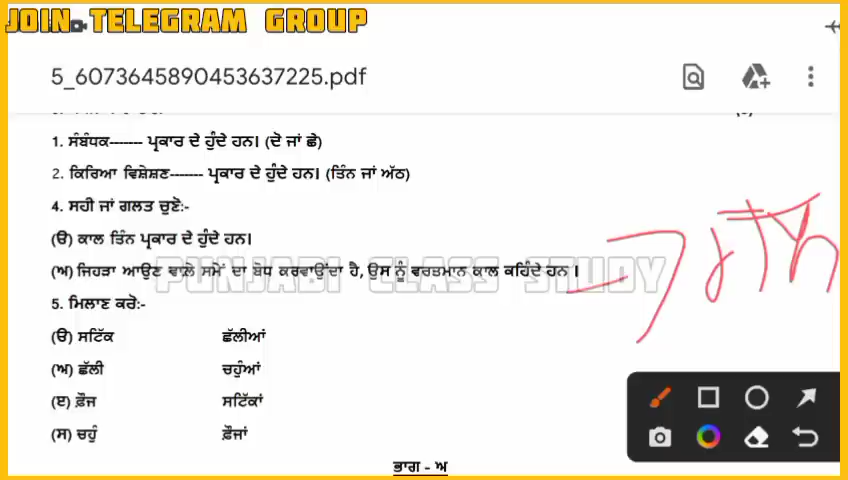 JOIN TELEGRAM GROUP
5_6073645890453637225.pdf
1. ਸੰਬੰਧਕ------- ਪ੍ਰਕਾਰ ਦੇ ਹੁੰਦੇ ਹਨ। (ਦੋ ਜਾਂ ਛੇ)
2. ਕਿਰਿਆ ਵਿਸ਼ੇਸ਼ਣ------- ਪ੍ਰਕਾਰ ਦੇ ਹੁੰਦੇ ਹਨ। (ਤਿੰਨ ਜਾਂ ਅੱਠ)
4. ਸਹੀ ਜਾਂ ਗਲਤ ਚੁਣੋ:-
(ੳ) ਕਾਲ ਤਿੰਨ ਪ੍ਰਕਾਰ ਦੇ ਹੁੰਦੇ ਹਨ।
(ਅ) ਜਿਹੜਾ ਆਉਣ ਵਾਲ਼ੇ ਸਮੇਂ ਦਾ ਬੋਧ ਕਰਵਾਉਂਦਾ ਹੈ, ਉਸ ਨੂੰ ਵਰਤਮਾਨ ਕਾਲ ਕਹਿੰਦੇ ਹਨ ।
PUNJABI CLASS STUDY
5. ਮਿਲਾਣ ਕਰੋ:-
(ੳ) ਸਟਿੱਕ ਛੱਲੀਆਂ
(ਅ) ਛੱਲੀ ਚਹੁੰਆਂ
(ੲ) ਫ਼ੌਜ ਸਟਿੱਕਾਂ
(ਸ) ਚਹੁੰ ਫ਼ੌਜਾਂ
ਭਾਗ - ਅ